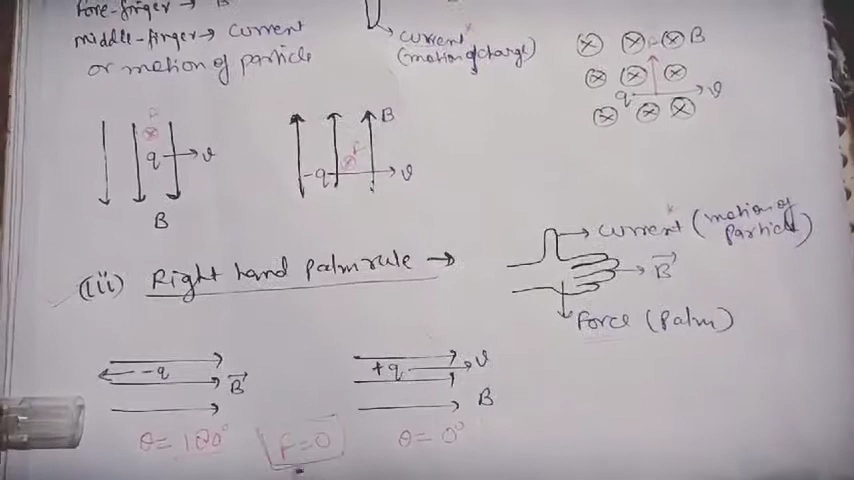 Fore-finger → B
middle-finger → current
or motion of particle
current
(motion of charge)
B
F
q
v
F
q
v
B
B
F
-q
v
(iii) Right hand palm rule →
current (motion of
particle)
B
Force (palm)
-q
B
θ = 180°
F = 0
+q
v
B
θ = 0°